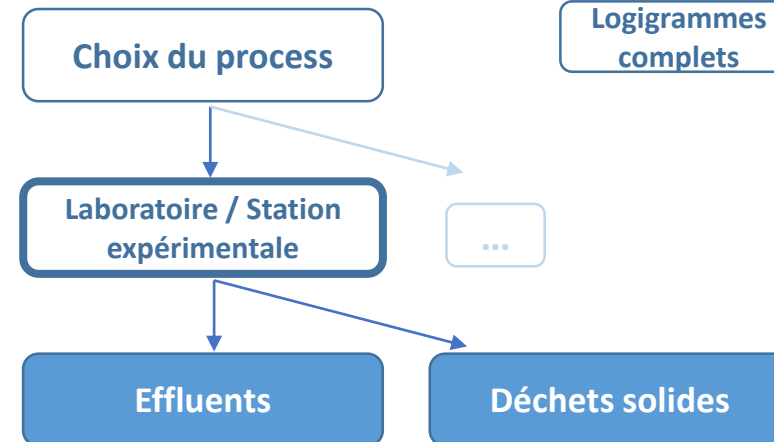 Logigrammes
complets
Choix du process
Laboratoire / Station
expérimentale
...
Effluents
Déchets solides